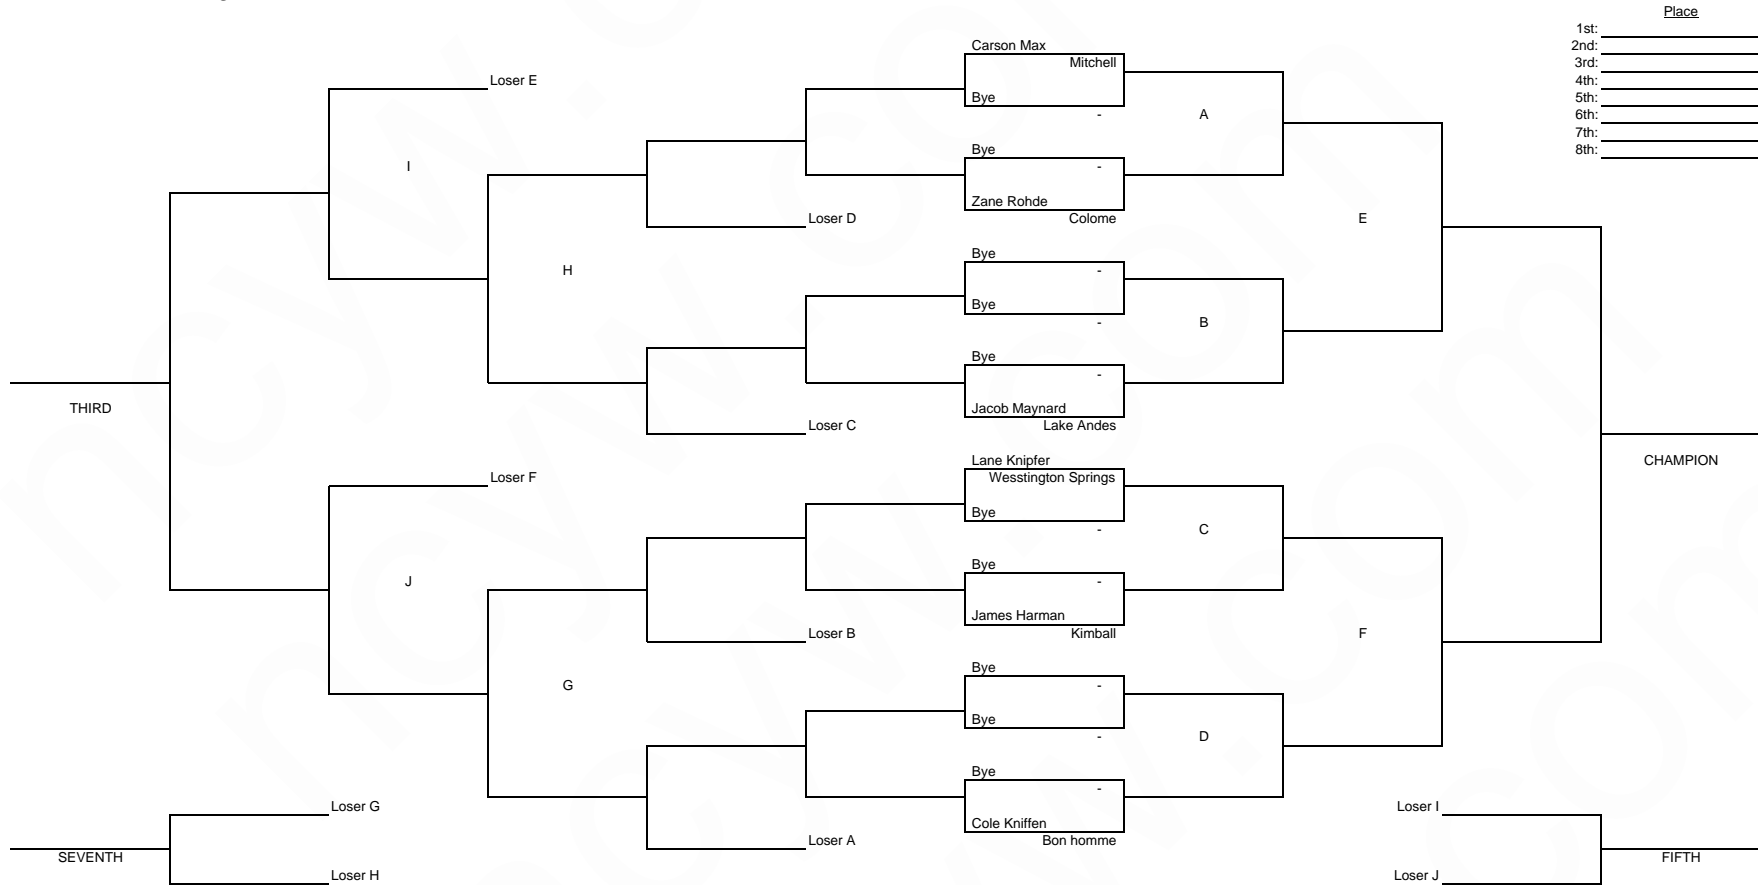 Place
1st:
2nd:
3rd:
4th:
5th:
6th:
7th:
8th:
Carson Max
Mitchell
Loser E
Bye
-
A
Bye
-
I
Zane Rohde
Colome
Loser D
E
Bye
-
H
Bye
-
B
Bye
-
Jacob Maynard
Lake Andes
THIRD
Loser C
Lane Knipfer
Wesstington Springs
CHAMPION
Loser F
Bye
-
C
Bye
-
J
James Harman
Kimball
Loser B
F
Bye
-
G
Bye
-
D
Bye
-
Loser G
Loser I
Cole Kniffen
Bon homme
Loser A
SEVENTH
FIFTH
Loser H
Loser J
ncyw.com